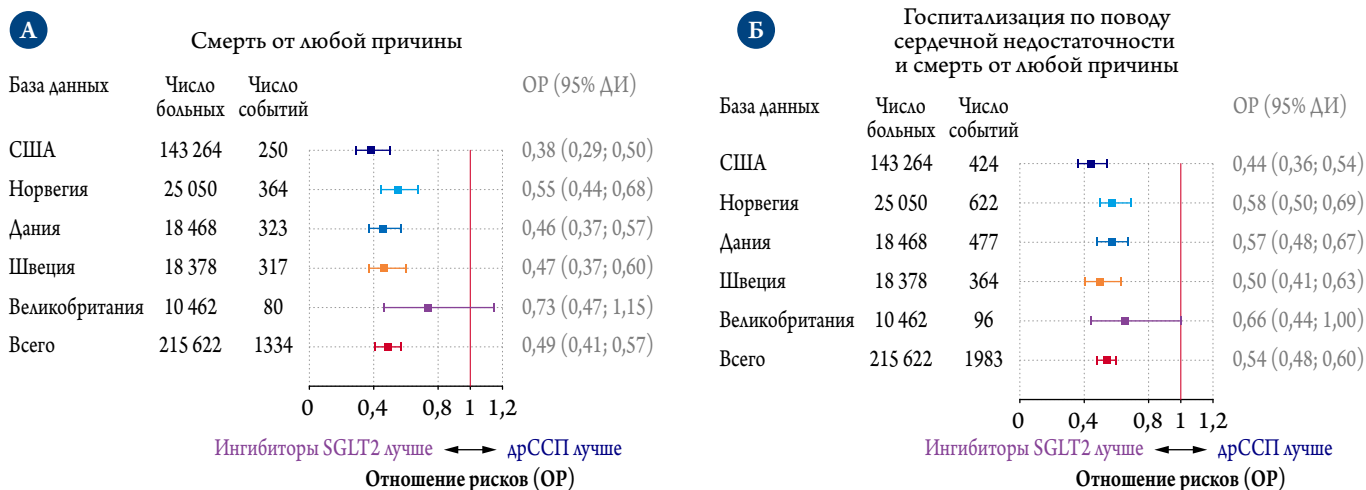 А
Смерть от любой причины
База данных Число больных Число событий ОР (95% ДИ)
США 143 264 250 0,38 (0,29; 0,50)
Норвегия 25 050 364 0,55 (0,44; 0,68)
Дания 18 468 323 0,46 (0,37; 0,57)
Швеция 18 378 317 0,47 (0,37; 0,60)
Великобритания 10 462 80 0,73 (0,47; 1,15)
Всего 215 622 1334 0,49 (0,41; 0,57)
0 0,4 0,8 1 1,2
Ингибиторы SGLT2 лучше дрССП лучше
Отношение рисков (ОР)
Б
Госпитализация по поводу
сердечной недостаточности
и смерть от любой причины
База данных Число больных Число событий ОР (95% ДИ)
США 143 264 424 0,44 (0,36; 0,54)
Норвегия 25 050 622 0,58 (0,50; 0,69)
Дания 18 468 477 0,57 (0,48; 0,67)
Швеция 18 378 364 0,50 (0,41; 0,63)
Великобритания 10 462 96 0,66 (0,44; 1,00)
Всего 215 622 1983 0,54 (0,48; 0,60)
0 0,4 0,8 1 1,2
Ингибиторы SGLT2 лучше дрССП лучше
Отношение рисков (ОР)